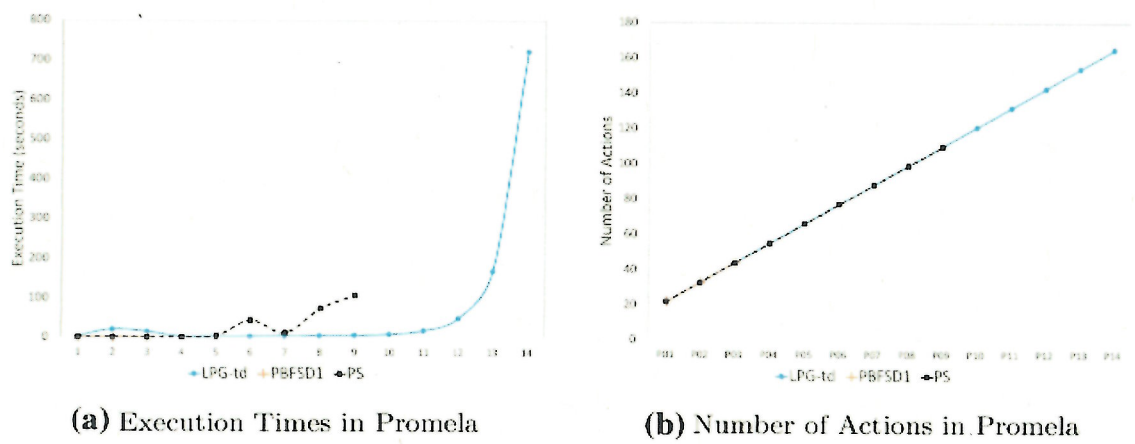 800
700
600
500
400
300
200
100
0
Execution Time (seconds)
1 2 3 4 5 6 7 8 9 10 11 12 13 14
LPG-td PBFSD1 PS
(a) Execution Times in Promela
180
160
140
120
100
80
60
40
20
0
Number of Actions
P01 P02 P03 P04 P05 P06 P07 P08 P09 P10 P11 P12 P13 P14
LPG-td PBFSD1 PS
(b) Number of Actions in Promela